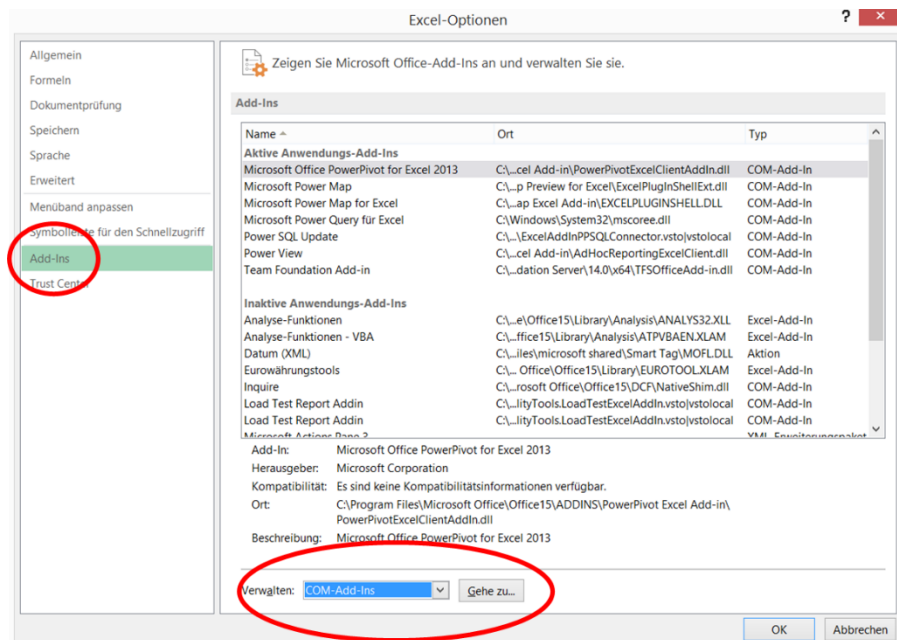 Excel-Optionen
? ×
Allgemein
Formeln
Dokumentprüfung
Speichern
Sprache
Erweitert
Menüband anpassen
Symbolleiste für den Schnellzugriff
Add-Ins
Trust Center
Zeigen Sie Microsoft Office-Add-Ins an und verwalten Sie sie.
Add-Ins
Name Ort Typ
Aktive Anwendungs-Add-Ins
Microsoft Office PowerPivot for Excel 2013 C:\...cel Add-in\PowerPivotExcelClientAddIn.dll COM-Add-In
Microsoft Power Map C:\...p Preview for Excel\ExcelPlugInShellExt.dll COM-Add-In
Microsoft Power Map for Excel C:\...ap Excel Add-in\EXCELPLUGINSHELL.DLL COM-Add-In
Microsoft Power Query für Excel C:\Windows\System32\mscoree.dll COM-Add-In
Power SQL Update C:\...\ExcelAddInPPSQLConnector.vsto|vstolocal COM-Add-In
Power View C:\...cel Add-in\AdHocReportingExcelClient.dll COM-Add-In
Team Foundation Add-in C:\...dation Server\14.0\x64\TFSOfficeAdd-in.dll COM-Add-In
Inaktive Anwendungs-Add-Ins
Analyse-Funktionen C:\...e\Office15\Library\Analysis\ANALYS32.XLL Excel-Add-In
Analyse-Funktionen - VBA C:\...ffice15\Library\Analysis\ATPVBAEN.XLAM Excel-Add-In
Datum (XML) C:\...iles\microsoft shared\Smart Tag\MOFL.DLL Aktion
Eurowährungstools C:\... Office\Office15\Library\EUROTOOL.XLAM Excel-Add-In
Inquire C:\...rosoft Office\Office15\DCF\NativeShim.dll COM-Add-In
Load Test Report Addin C:\...lityTools.LoadTestExcelAddIn.vsto|vstolocal COM-Add-In
Load Test Report Addin C:\...lityTools.LoadTestExcelAddIn.vsto|vstolocal COM-Add-In
Microsoft Actions Pane 3 XML-Erweiterungspaket
Add-In: Microsoft Office PowerPivot for Excel 2013
Herausgeber: Microsoft Corporation
Kompatibilität: Es sind keine Kompatibilitätsinformationen verfügbar.
Ort: C:\Program Files\Microsoft Office\Office15\ADDINS\PowerPivot Excel Add-in\
PowerPivotExcelClientAddIn.dll
Beschreibung: Microsoft Office PowerPivot for Excel 2013
Verwalten: COM-Add-Ins Gehe zu...
OK Abbrechen